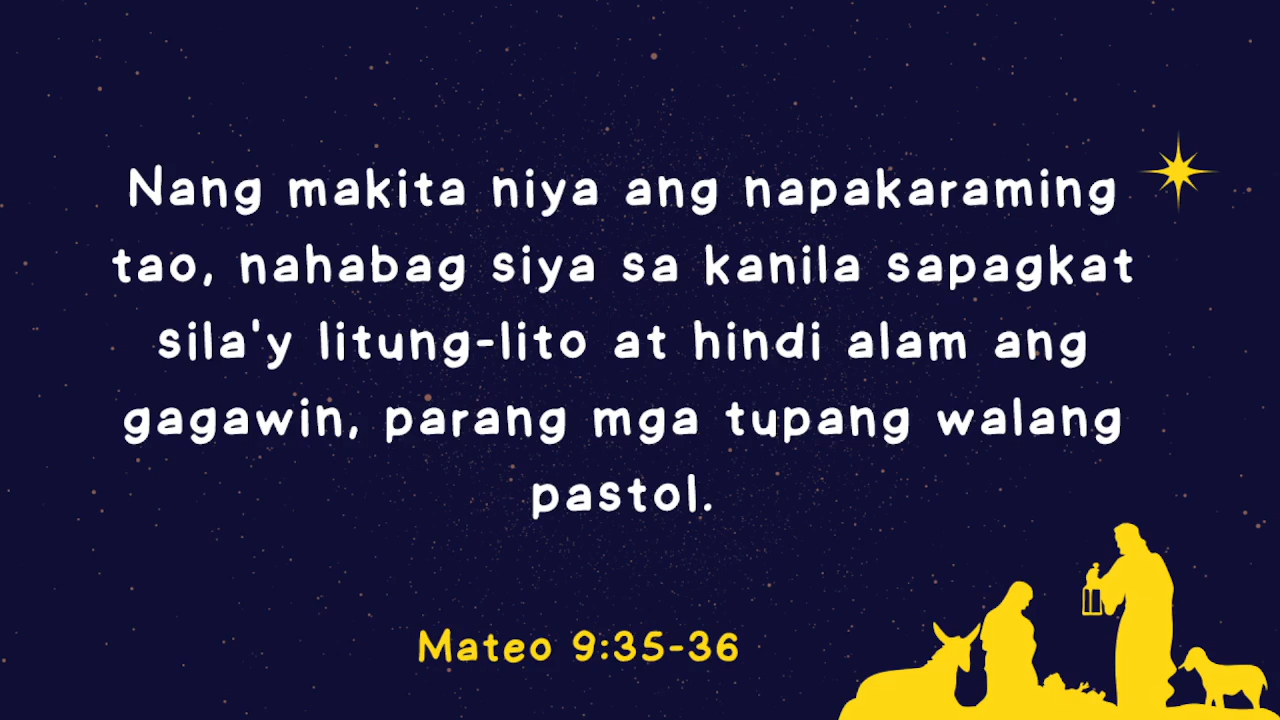 Nang makita niya ang napakaraming
tao, nahabag siya sa kanila sapagkat
sila'y litung-lito at hindi alam ang
gagawin, parang mga tupang walang
pastol.
Mateo 9:35-36